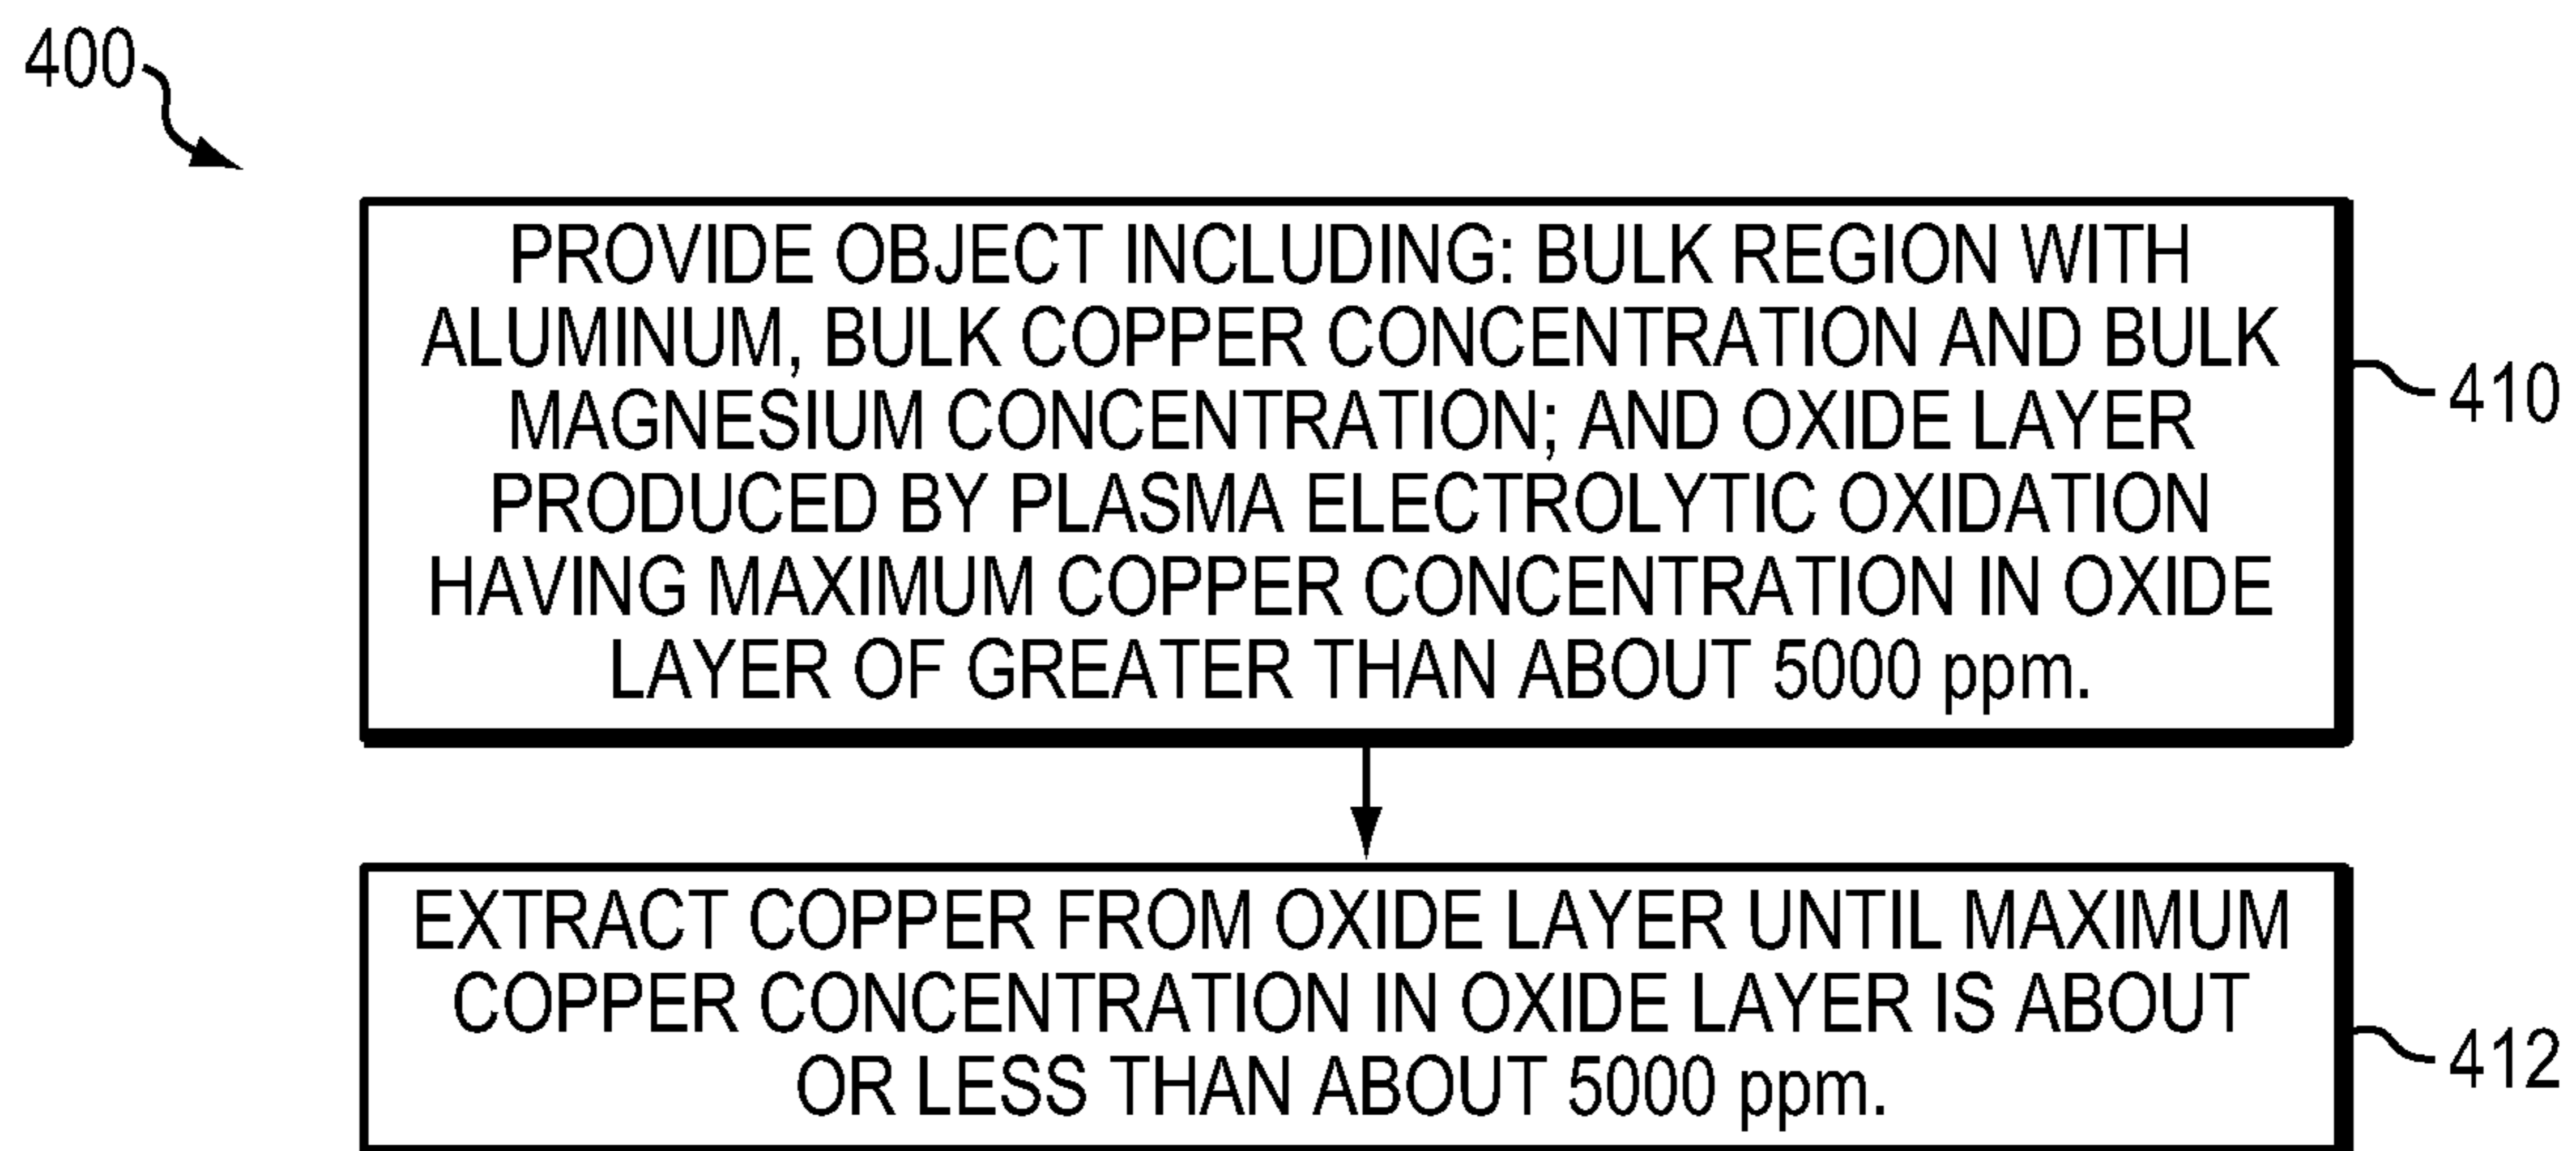 400
PROVIDE OBJECT INCLUDING: BULK REGION WITH
ALUMINUM, BULK COPPER CONCENTRATION AND BULK
MAGNESIUM CONCENTRATION; AND OXIDE LAYER
PRODUCED BY PLASMA ELECTROLYTIC OXIDATION
HAVING MAXIMUM COPPER CONCENTRATION IN OXIDE
LAYER OF GREATER THAN ABOUT 5000 ppm.
410
EXTRACT COPPER FROM OXIDE LAYER UNTIL MAXIMUM
COPPER CONCENTRATION IN OXIDE LAYER IS ABOUT
OR LESS THAN ABOUT 5000 ppm.
412